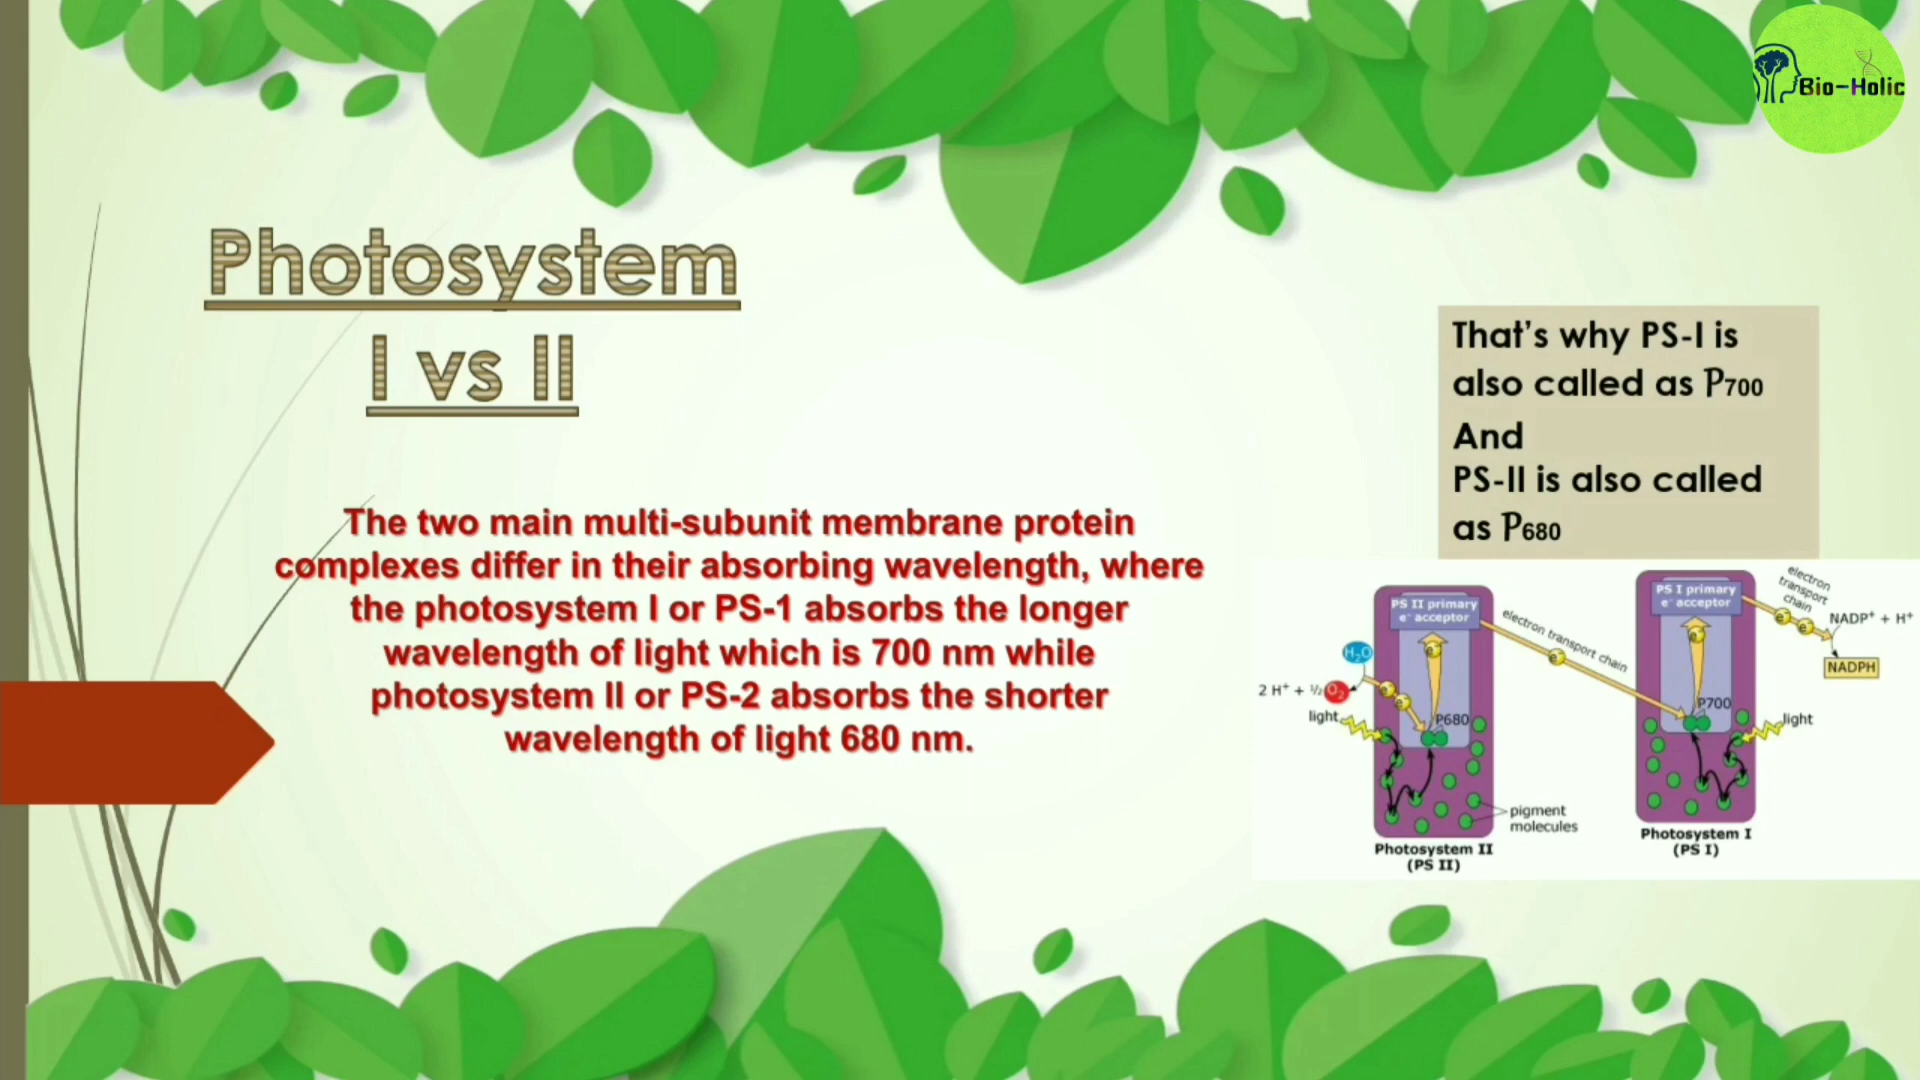 Bio-Holic
Photosystem
I vs II
That's why PS-I is
also called as P700
And
PS-II is also called
as P680
The two main multi-subunit membrane protein
complexes differ in their absorbing wavelength, where
the photosystem I or PS-1 absorbs the longer
wavelength of light which is 700 nm while
photosystem II or PS-2 absorbs the shorter
wavelength of light 680 nm.
PS II primary
e⁻ acceptor
H₂O
e⁻
2 H⁺ + ½ O₂
light
P680
pigment
molecules
Photosystem II
(PS II)
electron transport chain
PS I primary
e⁻ acceptor
electron
transport
chain
NADP⁺ + H⁺
NADPH
P700
light
Photosystem I
(PS I)